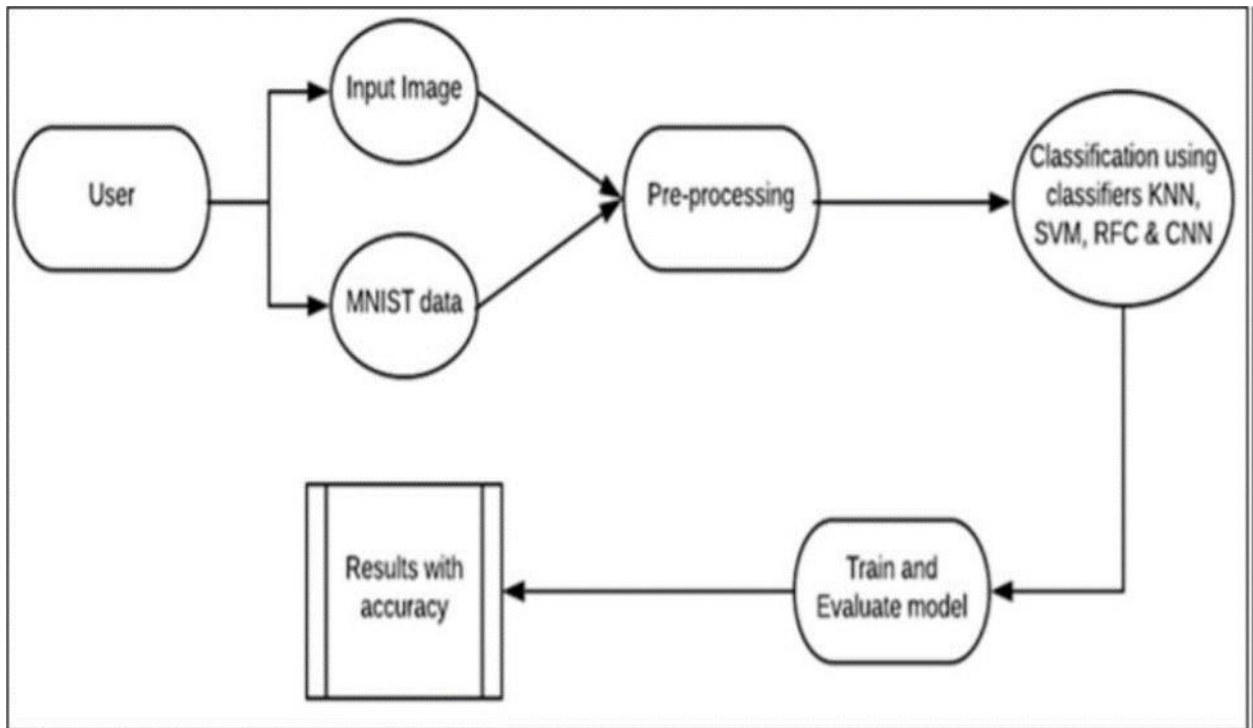 User
Input Image
MNIST data
Pre-processing
Classification using
classifiers KNN,
SVM, RFC & CNN
Train and
Evaluate model
Results with
accuracy